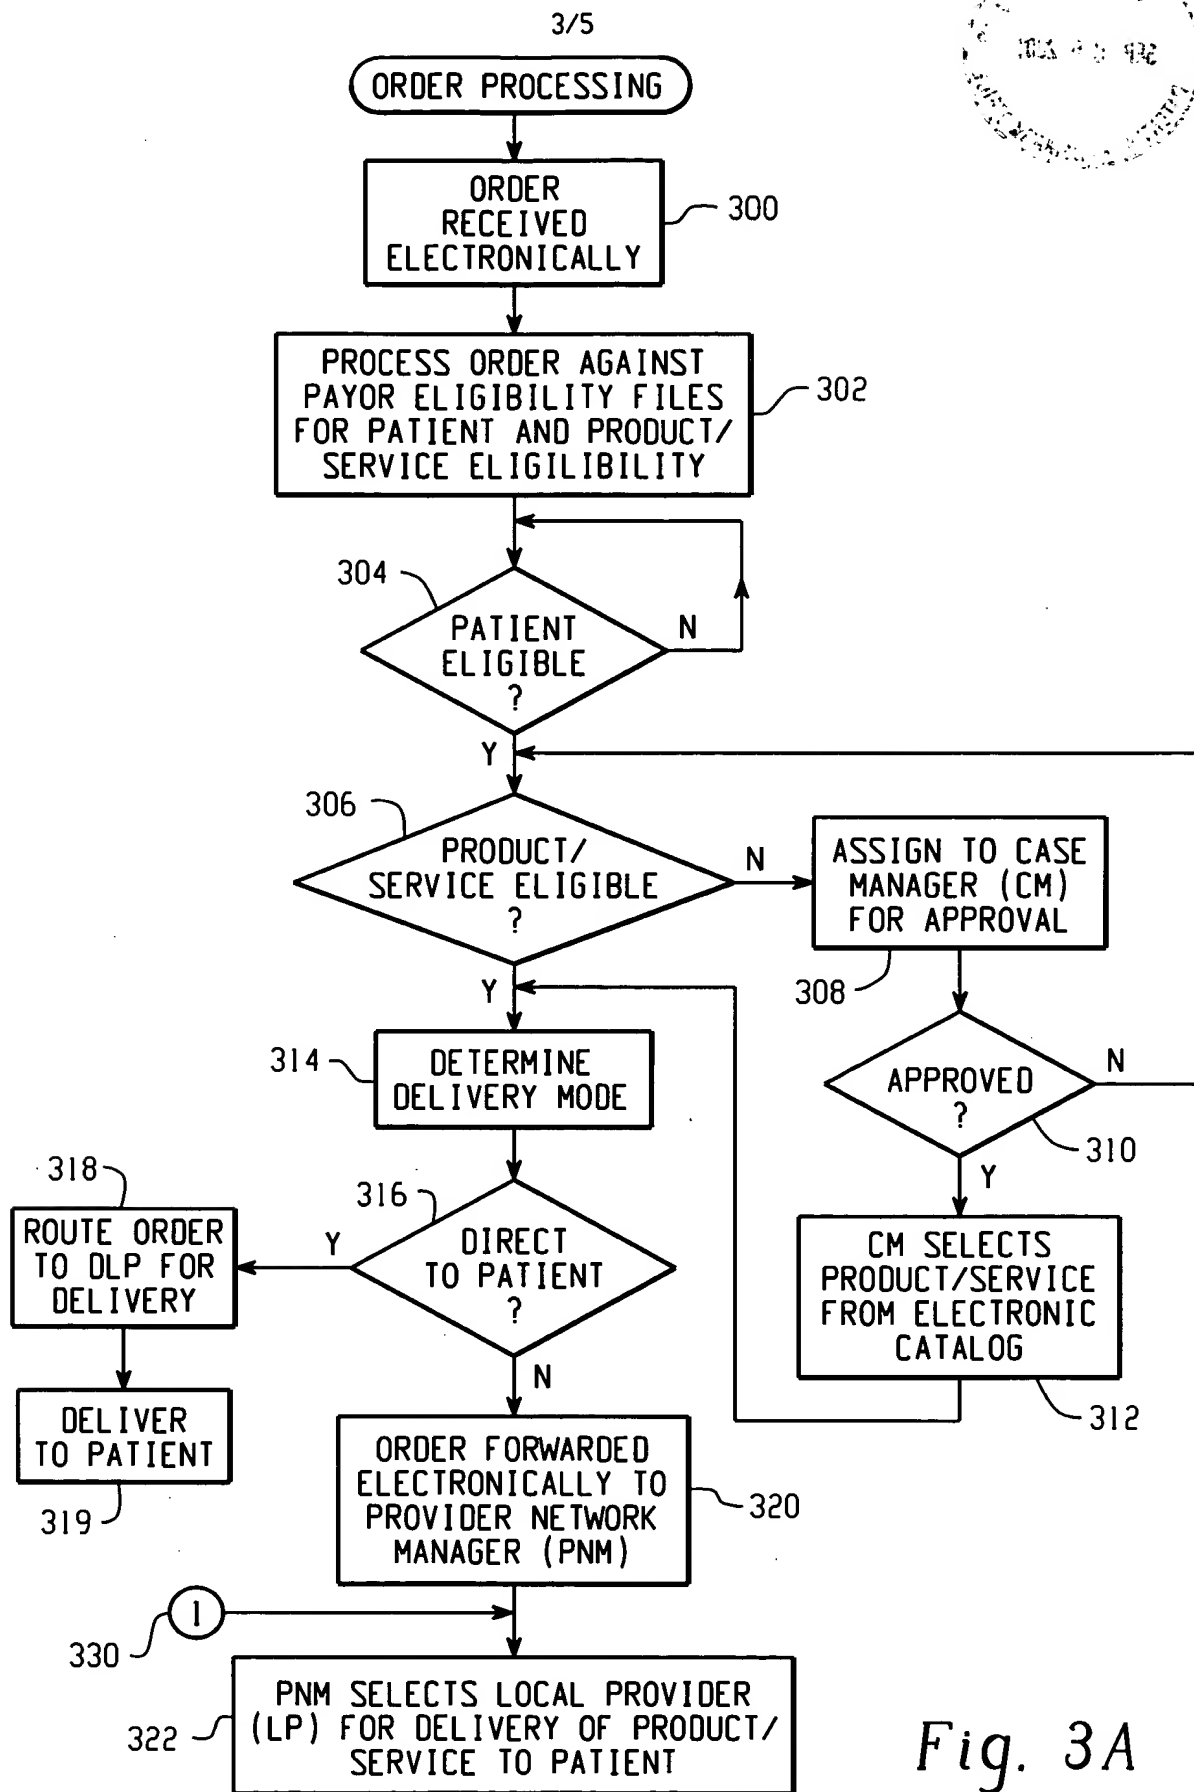 3/5
ORDER PROCESSING
ORDER
RECEIVED
ELECTRONICALLY
300
PROCESS ORDER AGAINST
PAYOR ELIGIBILITY FILES
FOR PATIENT AND PRODUCT/
SERVICE ELIGILIBILITY
302
304
PATIENT
ELIGIBLE
?
N
Y
306
PRODUCT/
SERVICE ELIGIBLE
?
N
ASSIGN TO CASE
MANAGER (CM)
FOR APPROVAL
308
Y
314
DETERMINE
DELIVERY MODE
APPROVED
?
N
310
Y
318
ROUTE ORDER
TO DLP FOR
DELIVERY
Y
316
DIRECT
TO PATIENT
?
N
CM SELECTS
PRODUCT/SERVICE
FROM ELECTRONIC
CATALOG
312
DELIVER
TO PATIENT
319
ORDER FORWARDED
ELECTRONICALLY TO
PROVIDER NETWORK
MANAGER (PNM)
320
1
330
PNM SELECTS LOCAL PROVIDER
(LP) FOR DELIVERY OF PRODUCT/
SERVICE TO PATIENT
322
Fig. 3A